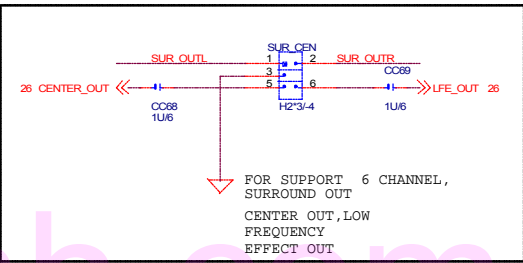 SUR_CEN
SUR_OUTL 1 2 SUR_OUTR
3 CC69
26 CENTER_OUT 5 6 LFE_OUT 26
CC68 H2*3/-4 1U/6
1U/6
FOR SUPPORT 6 CHANNEL,
SURROUND OUT
CENTER OUT,LOW
FREQUENCY
EFFECT OUT